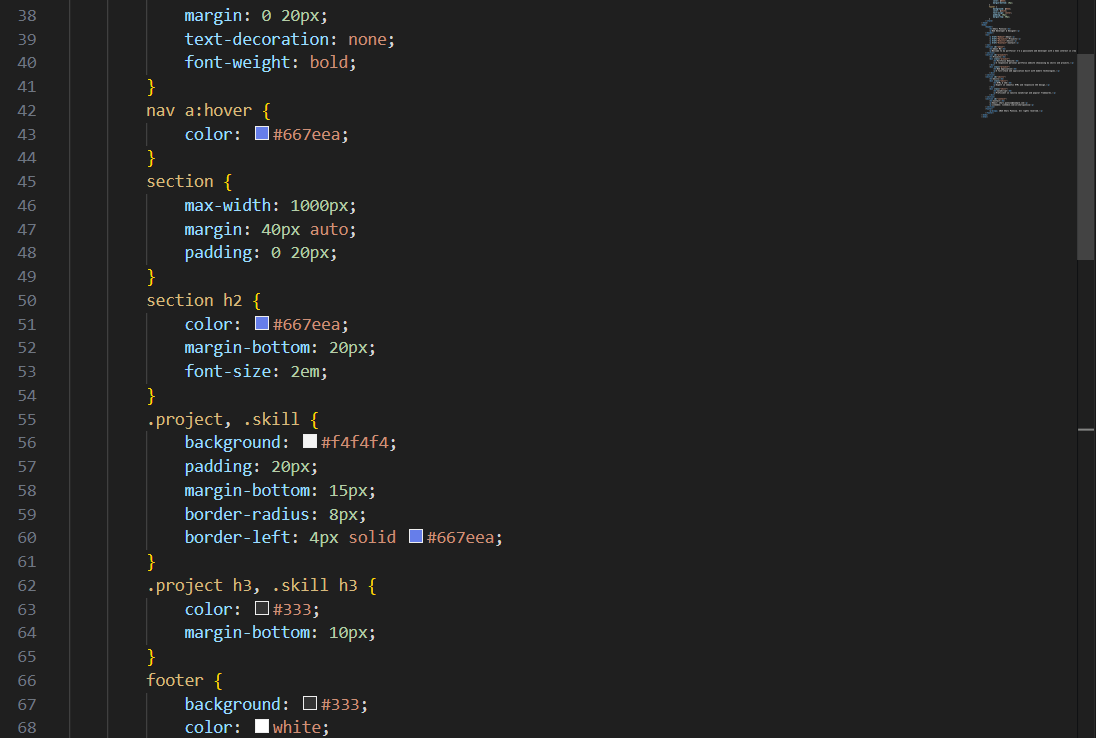 38 margin: 0 20px;
39 text-decoration: none;
40 font-weight: bold;
41 }
42 nav a:hover {
43 color: #667eea;
44 }
45 section {
46 max-width: 1000px;
47 margin: 40px auto;
48 padding: 0 20px;
49 }
50 section h2 {
51 color: #667eea;
52 margin-bottom: 20px;
53 font-size: 2em;
54 }
55 .project, .skill {
56 background: #f4f4f4;
57 padding: 20px;
58 margin-bottom: 15px;
59 border-radius: 8px;
60 border-left: 4px solid #667eea;
61 }
62 .project h3, .skill h3 {
63 color: #333;
64 margin-bottom: 10px;
65 }
66 footer {
67 background: #333;
68 color: white;